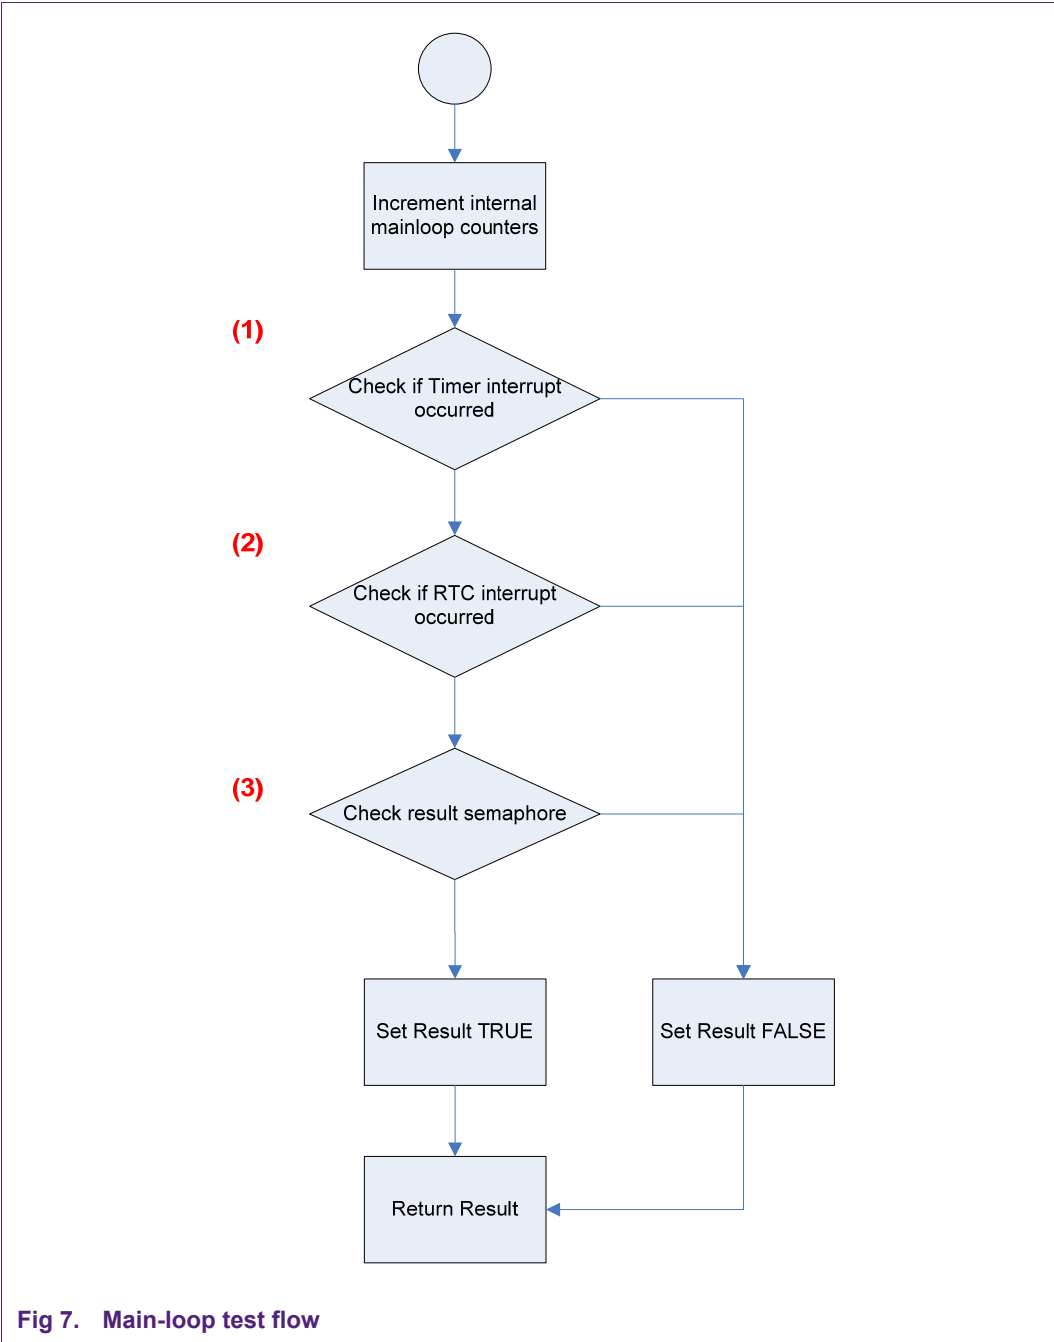 Increment internal
mainloop counters
(1)
Check if Timer interrupt
occurred
(2)
Check if RTC interrupt
occurred
(3)
Check result semaphore
Set Result TRUE
Set Result FALSE
Return Result
Fig 7. Main-loop test flow